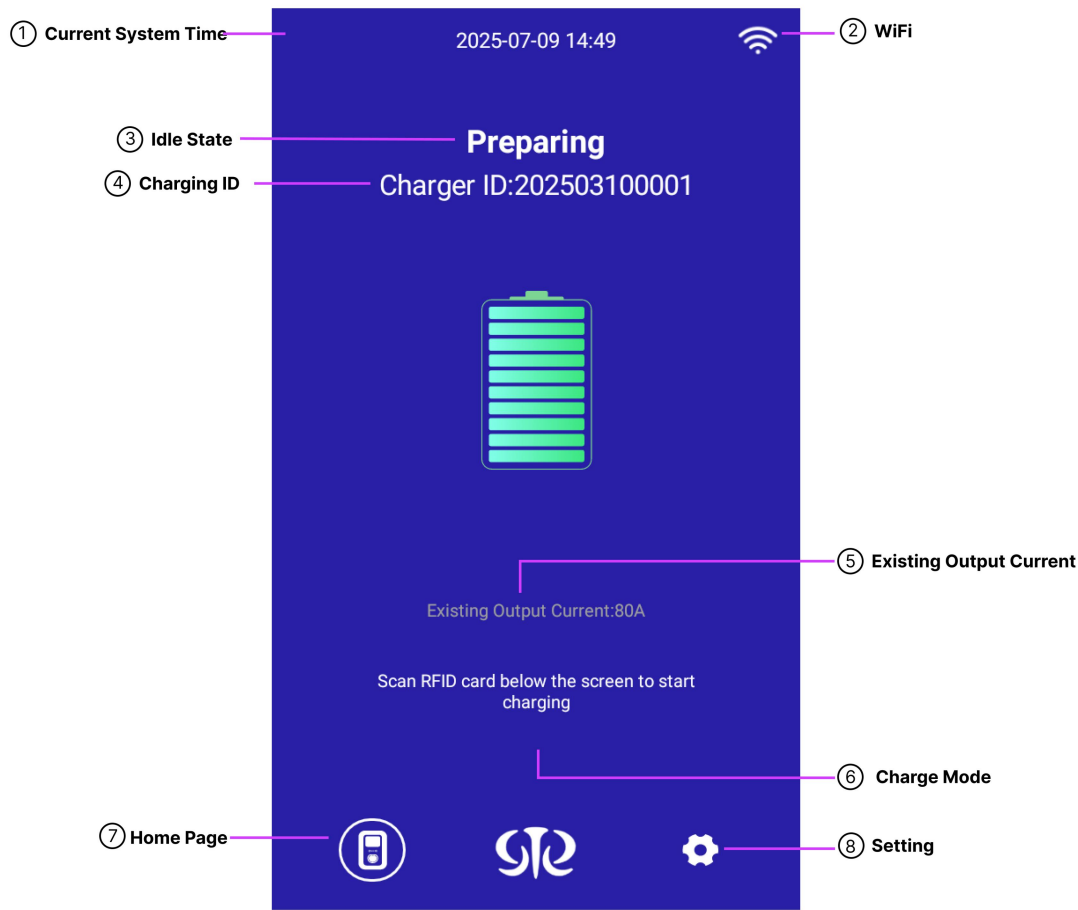 ① Current System Time
2025-07-09 14:49
② WiFi
③ Idle State
Preparing
④ Charging ID
Charger ID:202503100001
⑤ Existing Output Current
Existing Output Current:80A
Scan RFID card below the screen to start
charging
⑥ Charge Mode
⑦ Home Page
⑧ Setting